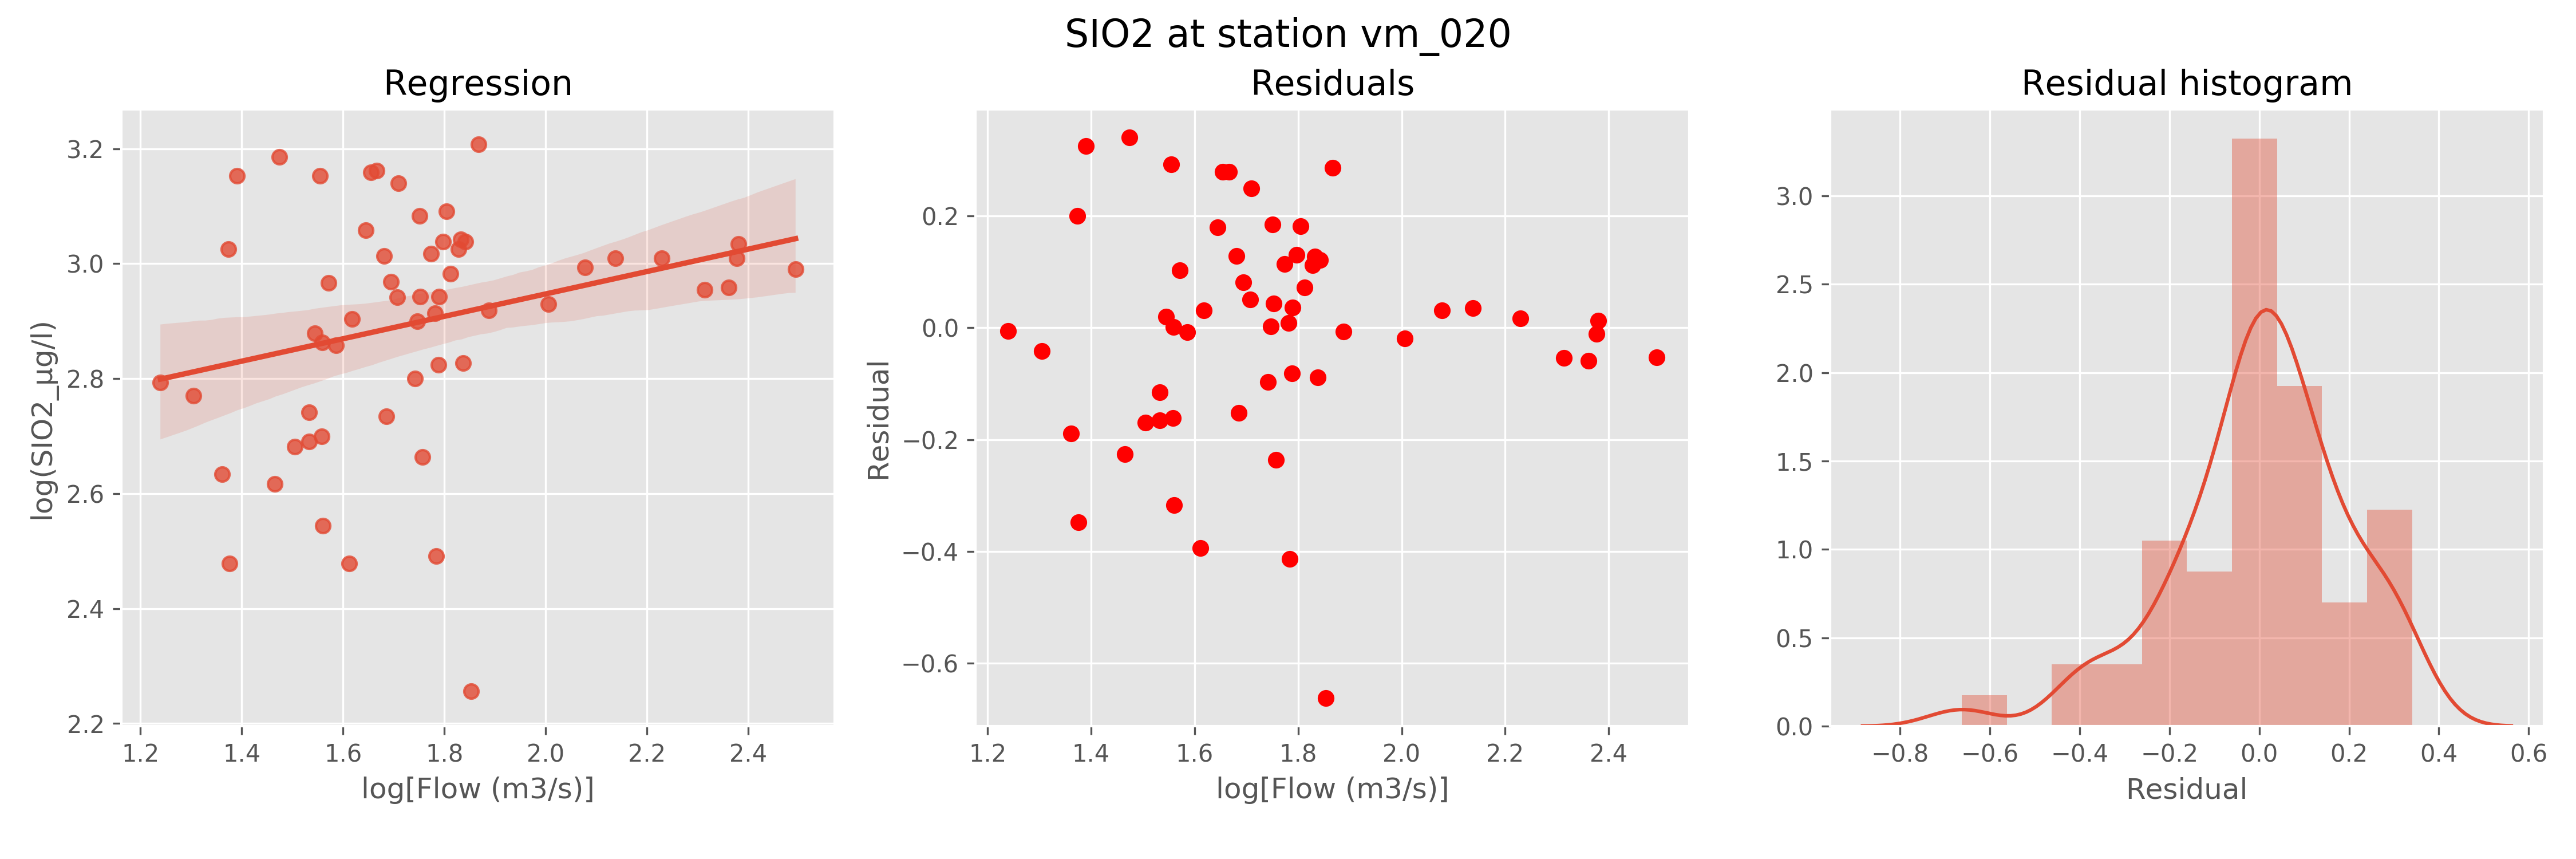 SIO2 at station vm_020
Regression
3.2
3.0
2.8
2.6
2.4
2.2
1.2 1.4 1.6 1.8 2.0 2.2 2.4
log(SIO2_µg/l)
log[Flow (m3/s)]
Residuals
0.2
0.0
−0.2
−0.4
−0.6
1.2 1.4 1.6 1.8 2.0 2.2 2.4
Residual
log[Flow (m3/s)]
Residual histogram
3.0
2.5
2.0
1.5
1.0
0.5
0.0
−0.8 −0.6 −0.4 −0.2 0.0 0.2 0.4 0.6
Residual